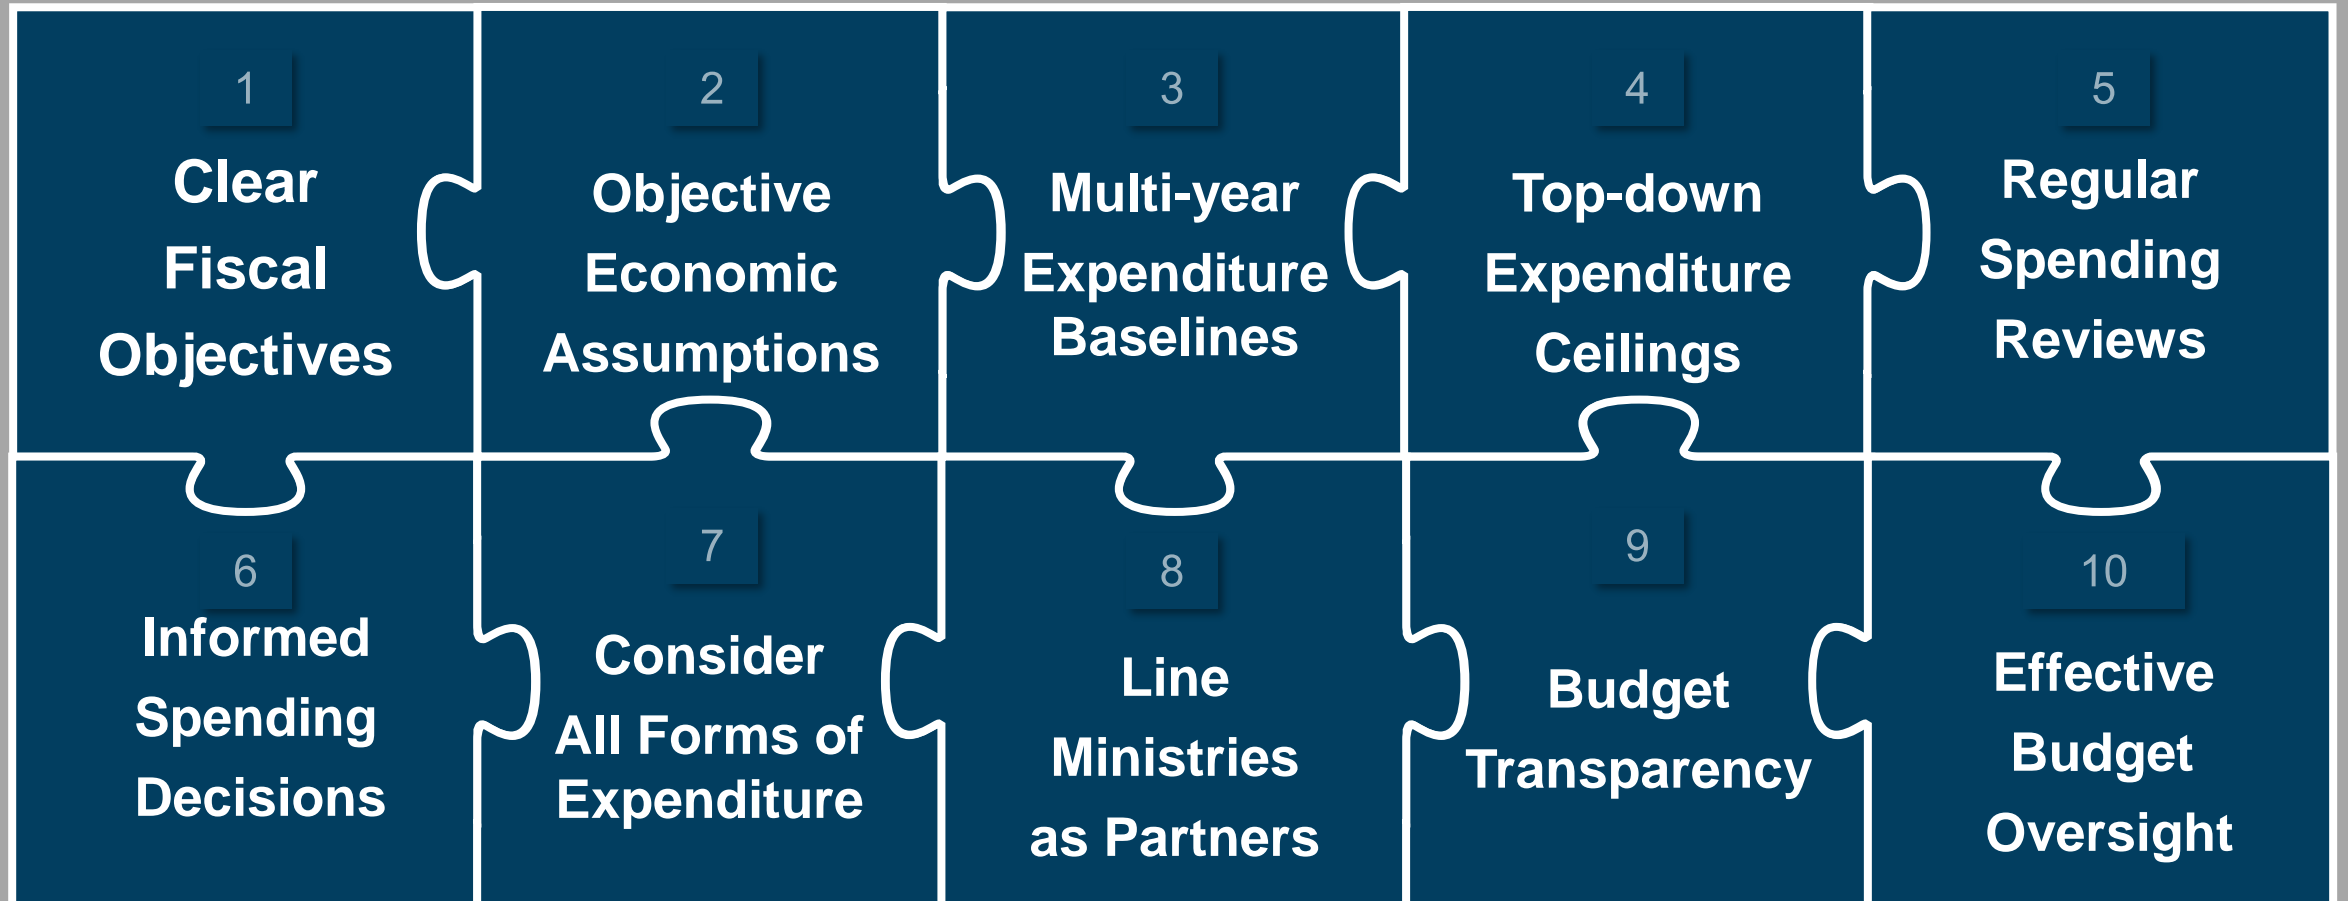 1
Clear
Fiscal
Objectives
2
Objective
Economic
Assumptions
3
Multi-year
Expenditure
Baselines
4
Top-down
Expenditure
Ceilings
5
Regular
Spending
Reviews
6
Informed
Spending
Decisions
7
Consider
All Forms of
Expenditure
8
Line
Ministries
as Partners
9
Budget
Transparency
10
Effective
Budget
Oversight